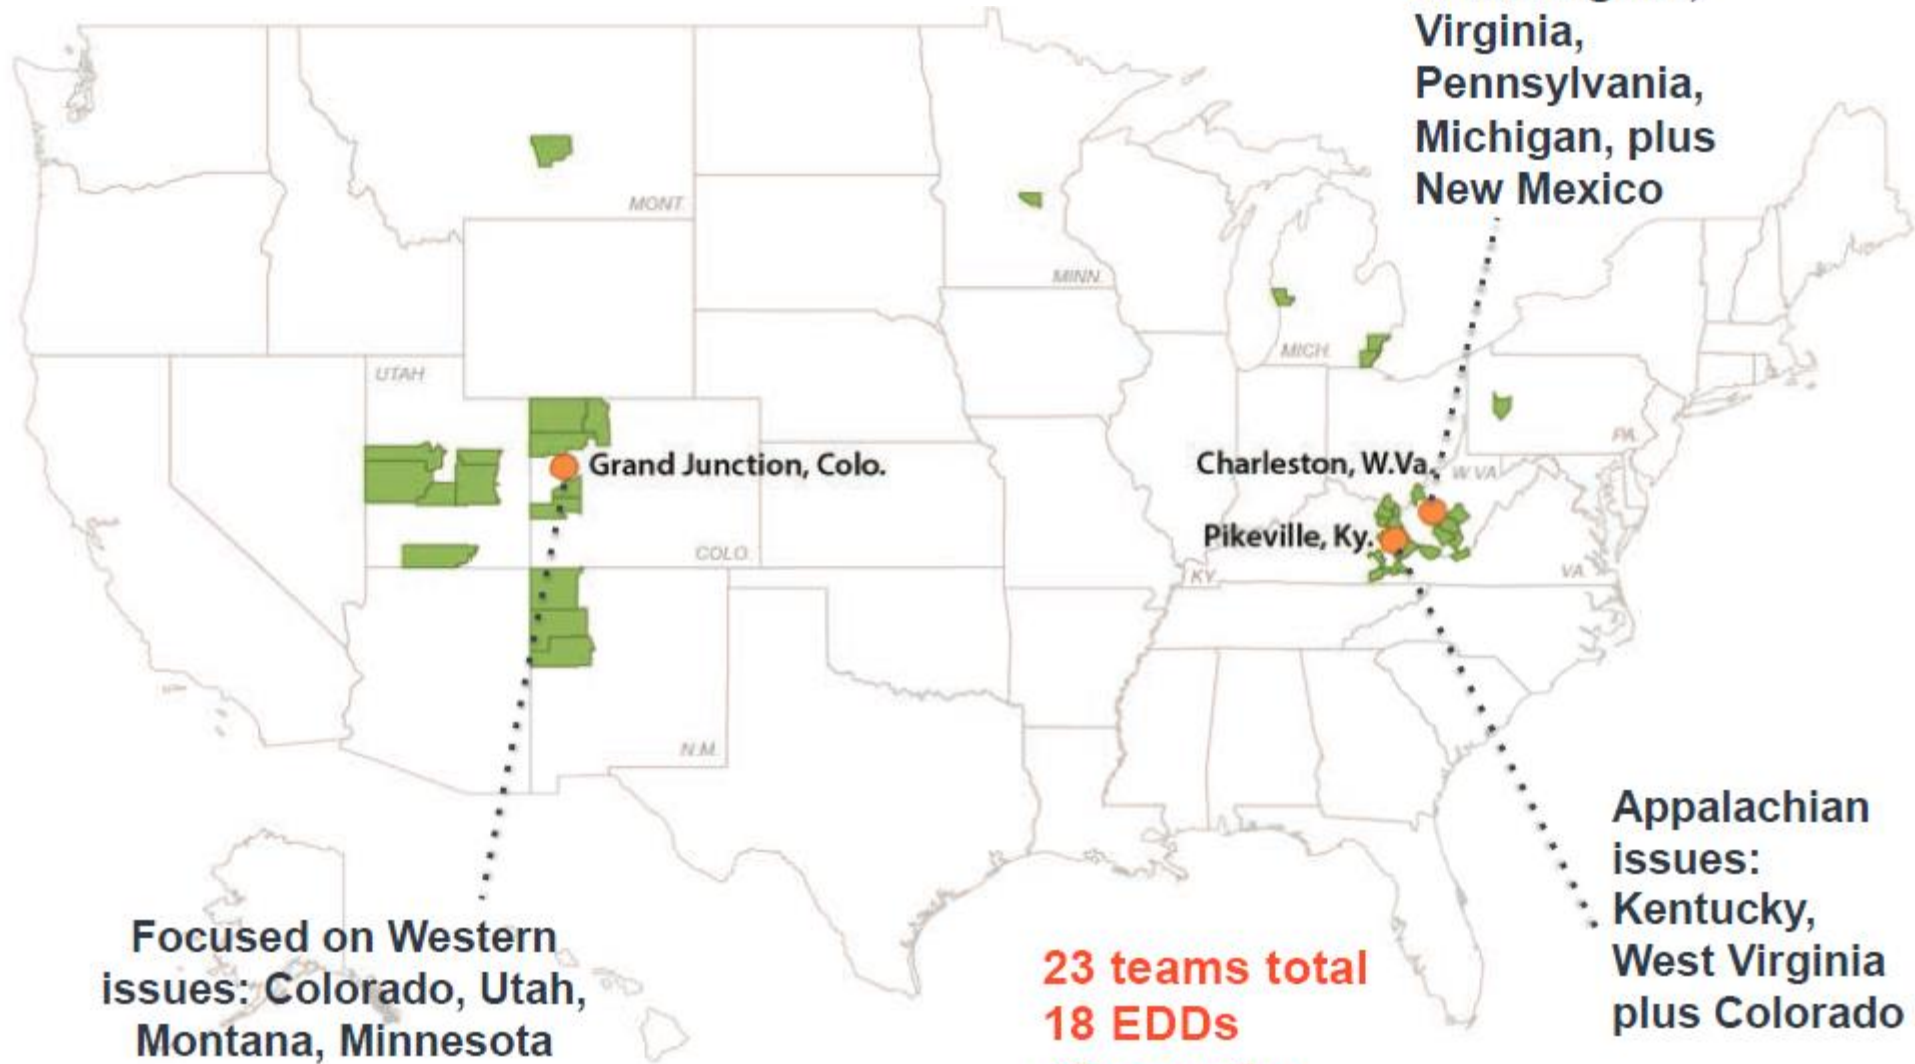 Virginia,
Pennsylvania,
Michigan, plus
New Mexico
MONT.
MINN.
MICH.
UTAH
PA.
Grand Junction, Colo.
Charleston, W.Va.
W.VA.
Pikeville, Ky.
COLO.
KY.
VA.
N.M.
Appalachian
issues:
Kentucky,
West Virginia
plus Colorado
Focused on Western
issues: Colorado, Utah,
Montana, Minnesota
23 teams total
18 EDDs